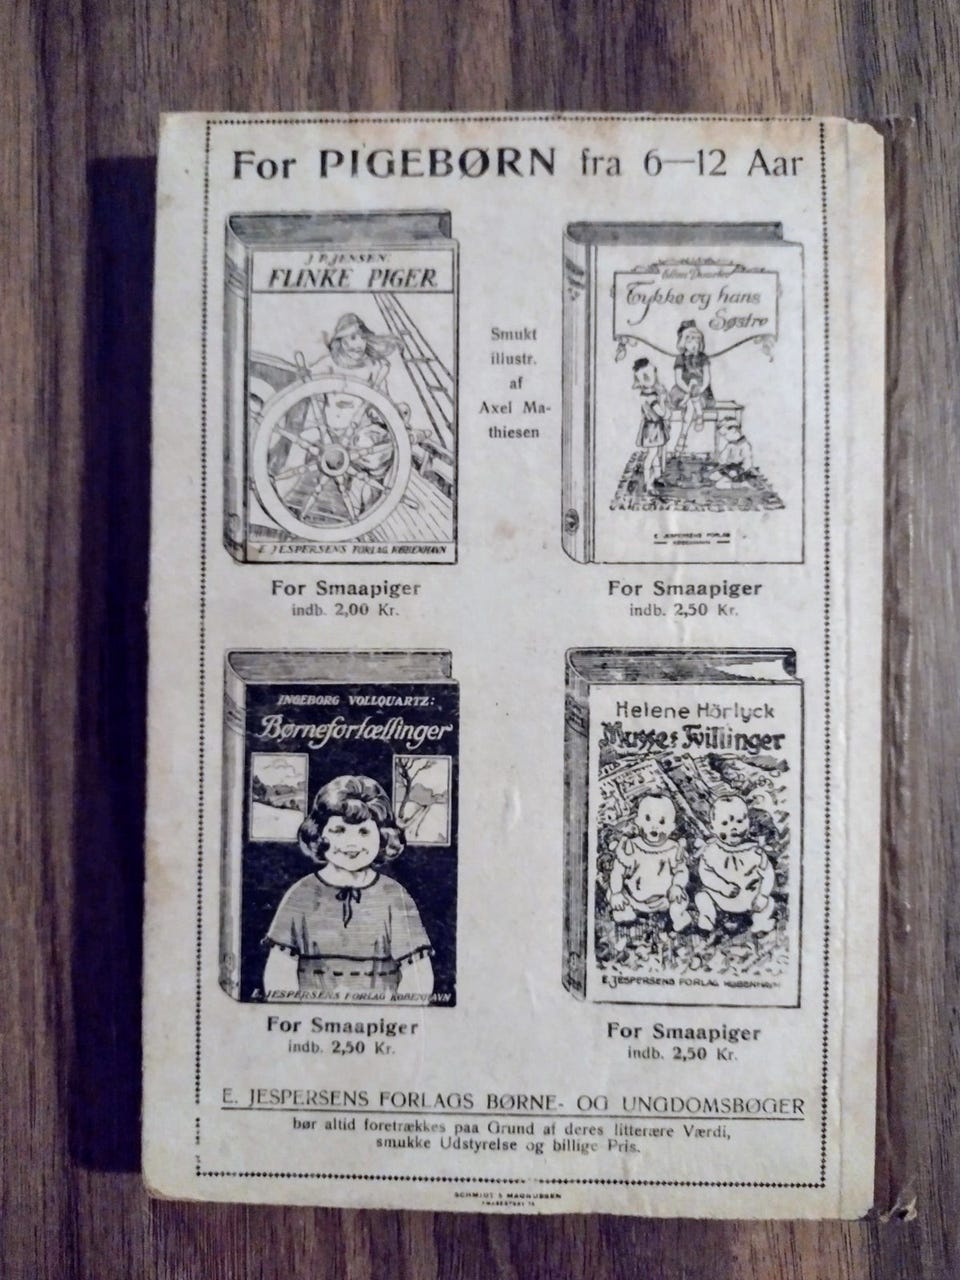 For PIGEBØRN fra 6—12 Aar
J. P. JENSEN:
FLINKE PIGER
E. JESPERSENS FORLAG, KØBENHAVN
For Smaapiger
indb. 2,00 Kr.
Smukt
illustr.
af
Axel Ma-
thiesen
Tykke og hans
Søstre
E. JESPERSENS FORLAG
KØBENHAVN
For Smaapiger
indb. 2,50 Kr.
INGEBORG VOLLQUARTZ:
Børnefortællinger
E. JESPERSENS FORLAG KØBENHAVN
For Smaapiger
indb. 2,50 Kr.
Helene Hörlyck
Musses Tvillinger
E. JESPERSENS FORLAG KØBENHAVN
For Smaapiger
indb. 2,50 Kr.
E. JESPERSENS FORLAGS BØRNE- OG UNGDOMSBØGER
bør altid foretrækkes paa Grund af deres litterære Værdi,
smukke Udstyrelse og billige Pris.
SCHMIDT & MAGNUSSEN